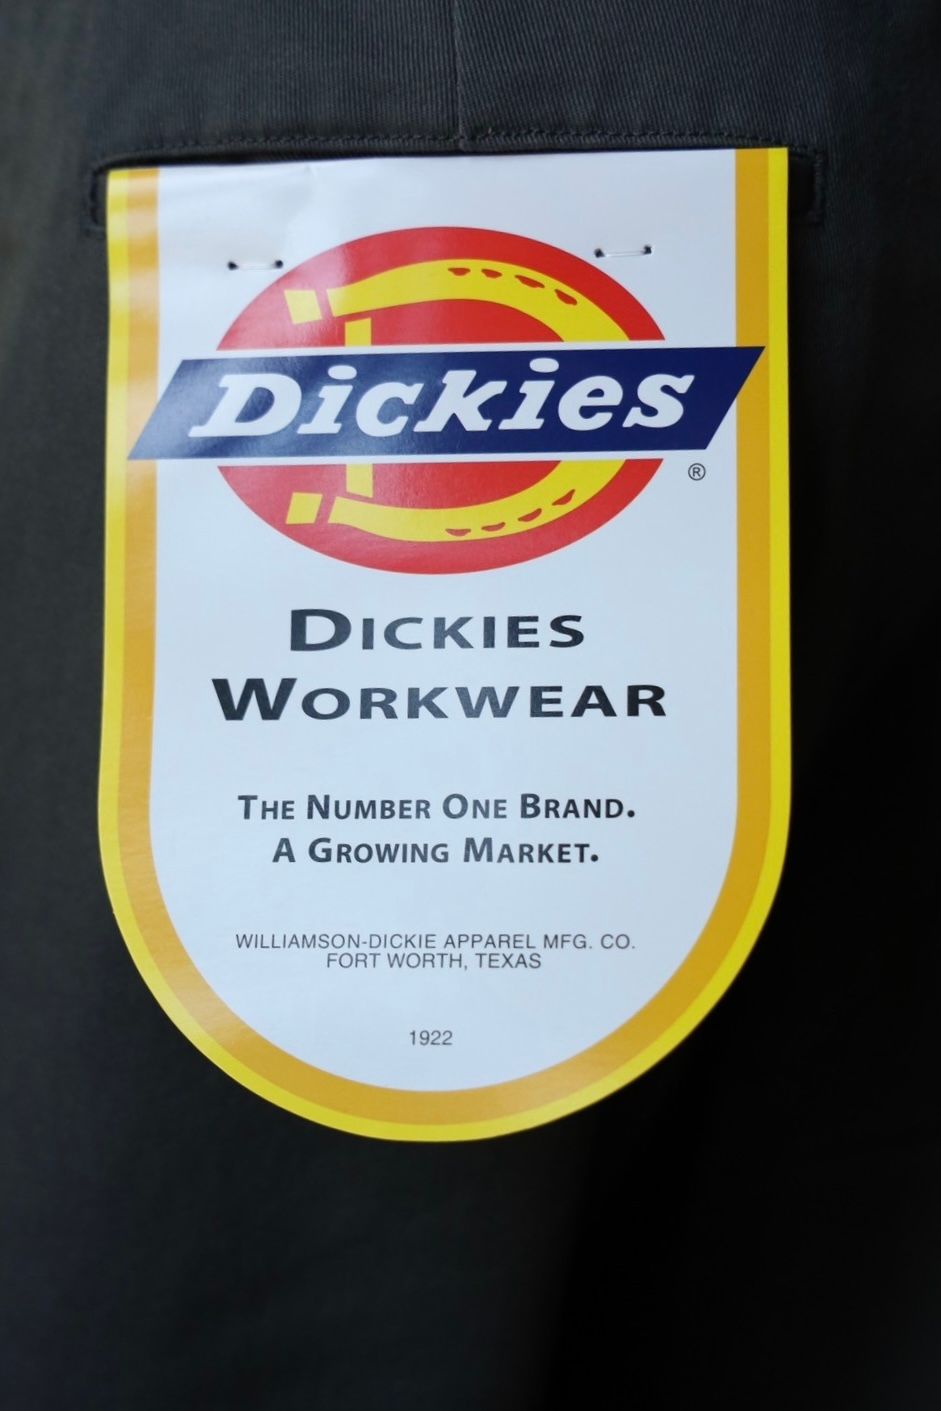 Dickies
®
DICKIES
WORKWEAR
THE NUMBER ONE BRAND.
A GROWING MARKET.
WILLIAMSON-DICKIE APPAREL MFG. CO.
FORT WORTH, TEXAS
1922